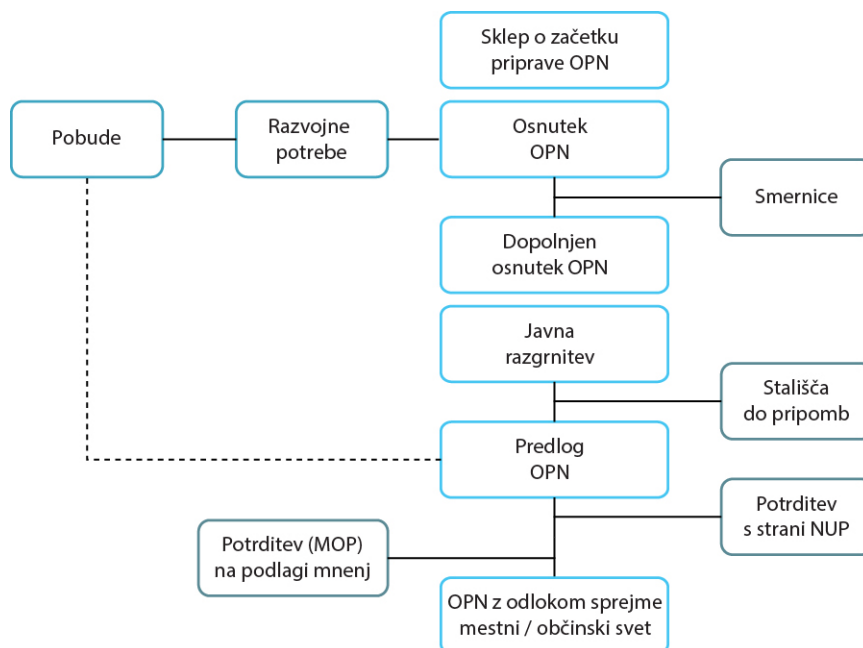 Sklep o začetku
priprave OPN
Pobude
Razvojne
potrebe
Osnutek
OPN
Smernice
Dopolnjen
osnutek OPN
Javna
razgrnitev
Stališča
do pripomb
Predlog
OPN
Potrditev
s strani NUP
Potrditev (MOP)
na podlagi mnenj
OPN z odlokom sprejme
mestni / občinski svet